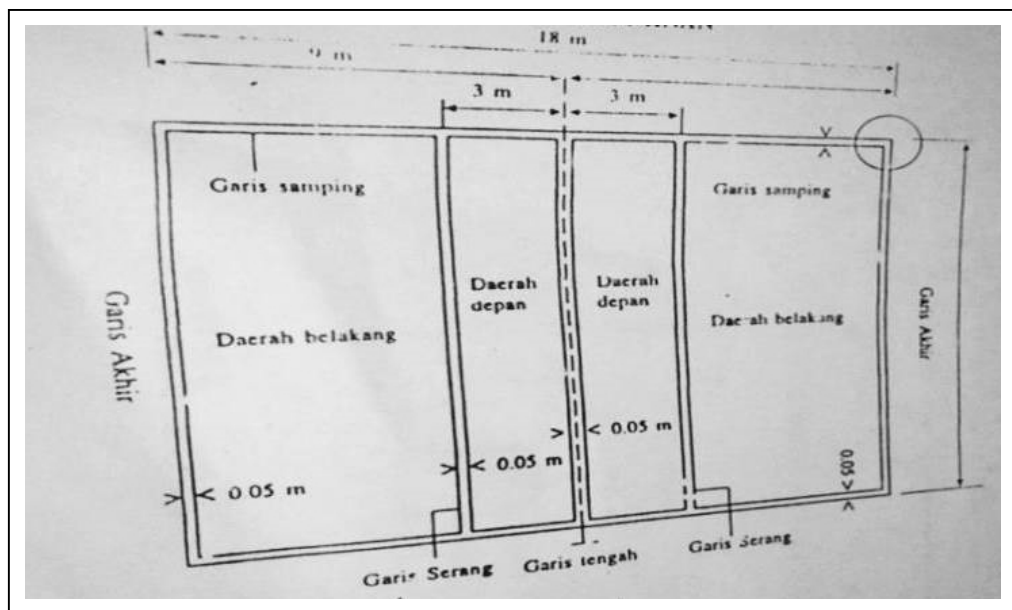 18 m
9 m
3 m
3 m
Garis samping
Garis samping
Daerah
depan
Daerah
depan
Garis Akhir
Daerah belakang
Daerah belakang
Garis Akhir
< 0.05 m
< 0.05 m
< 0.05 m
0.05
Garis Serang
Garis tengah
Garis Serang